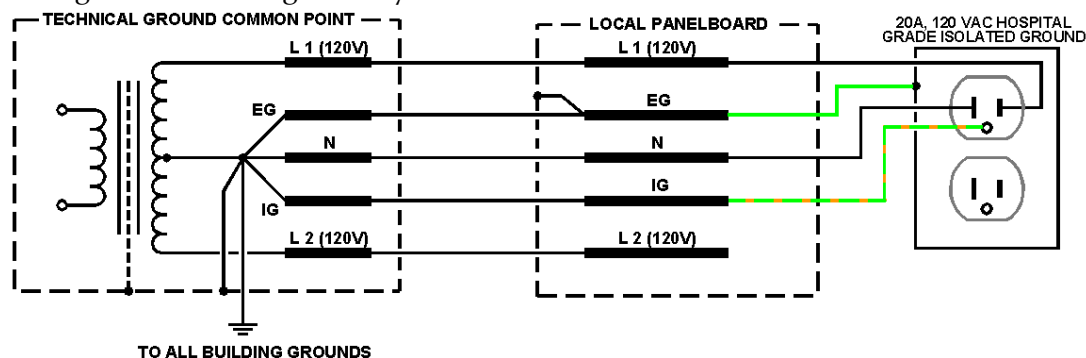 TECHNICAL GROUND COMMON POINT
LOCAL PANELBOARD
20A, 120 VAC HOSPITAL
GRADE ISOLATED GROUND
L 1 (120V)
L 1 (120V)
EG
EG
N
N
IG
IG
L 2 (120V)
L 2 (120V)
TO ALL BUILDING GROUNDS